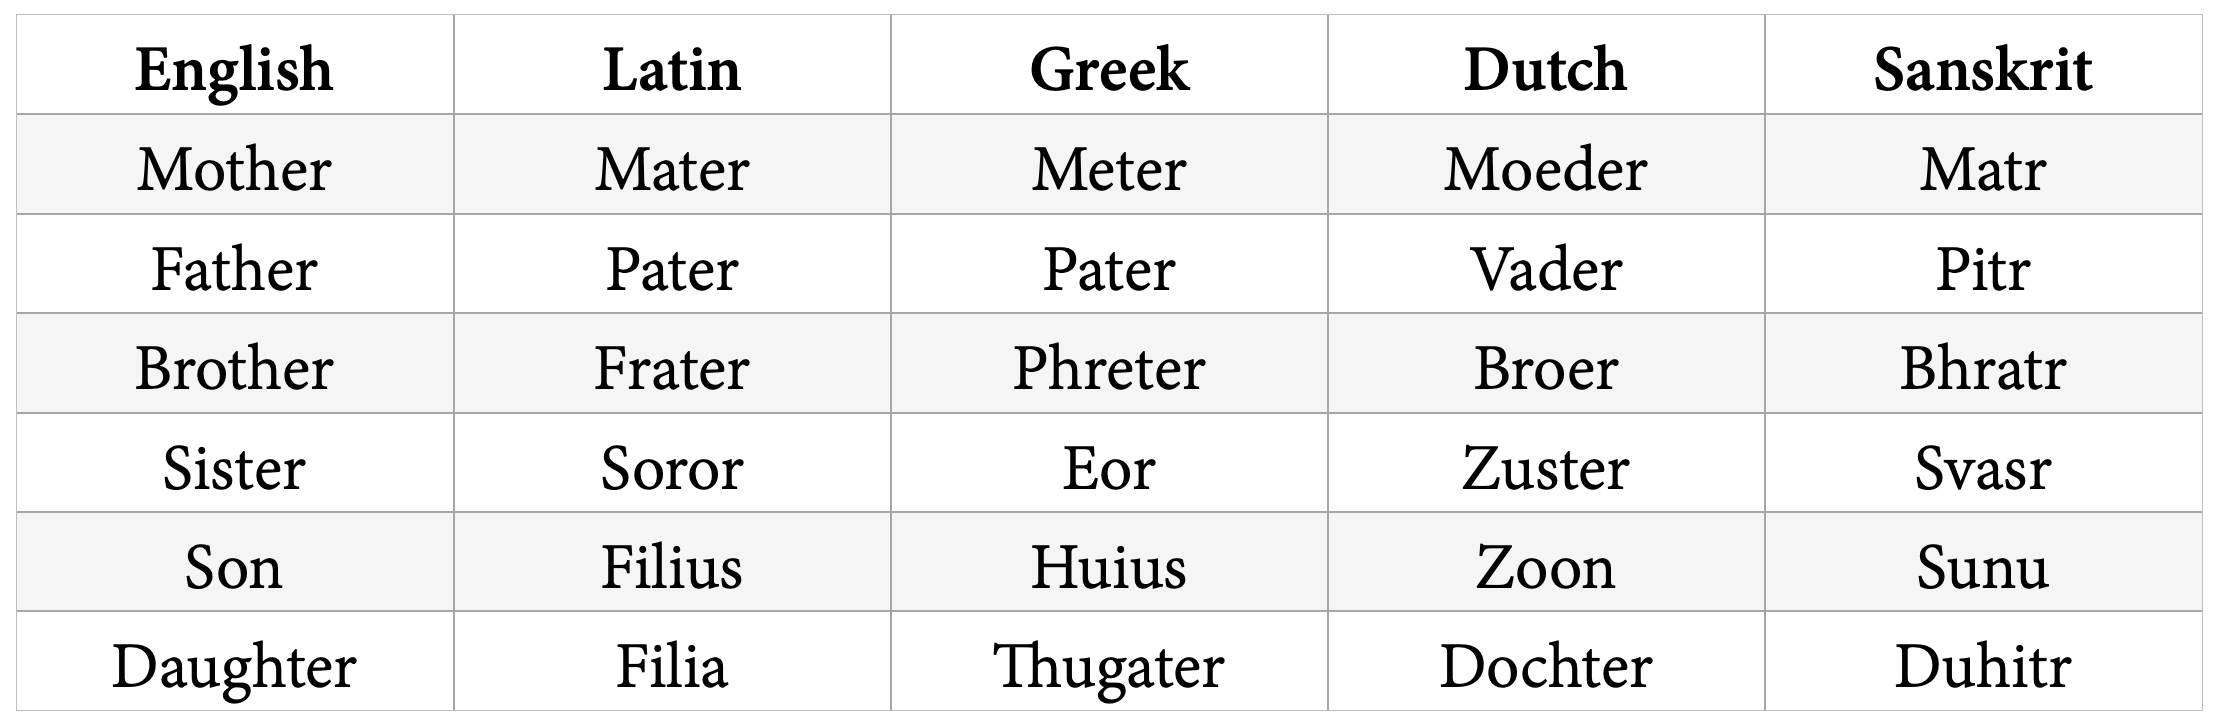 English Latin Greek Dutch Sanskrit
Mother Mater Meter Moeder Matr
Father Pater Pater Vader Pitr
Brother Frater Phreter Broer Bhratr
Sister Soror Eor Zuster Svasr
Son Filius Huius Zoon Sunu
Daughter Filia Thugater Dochter Duhitr